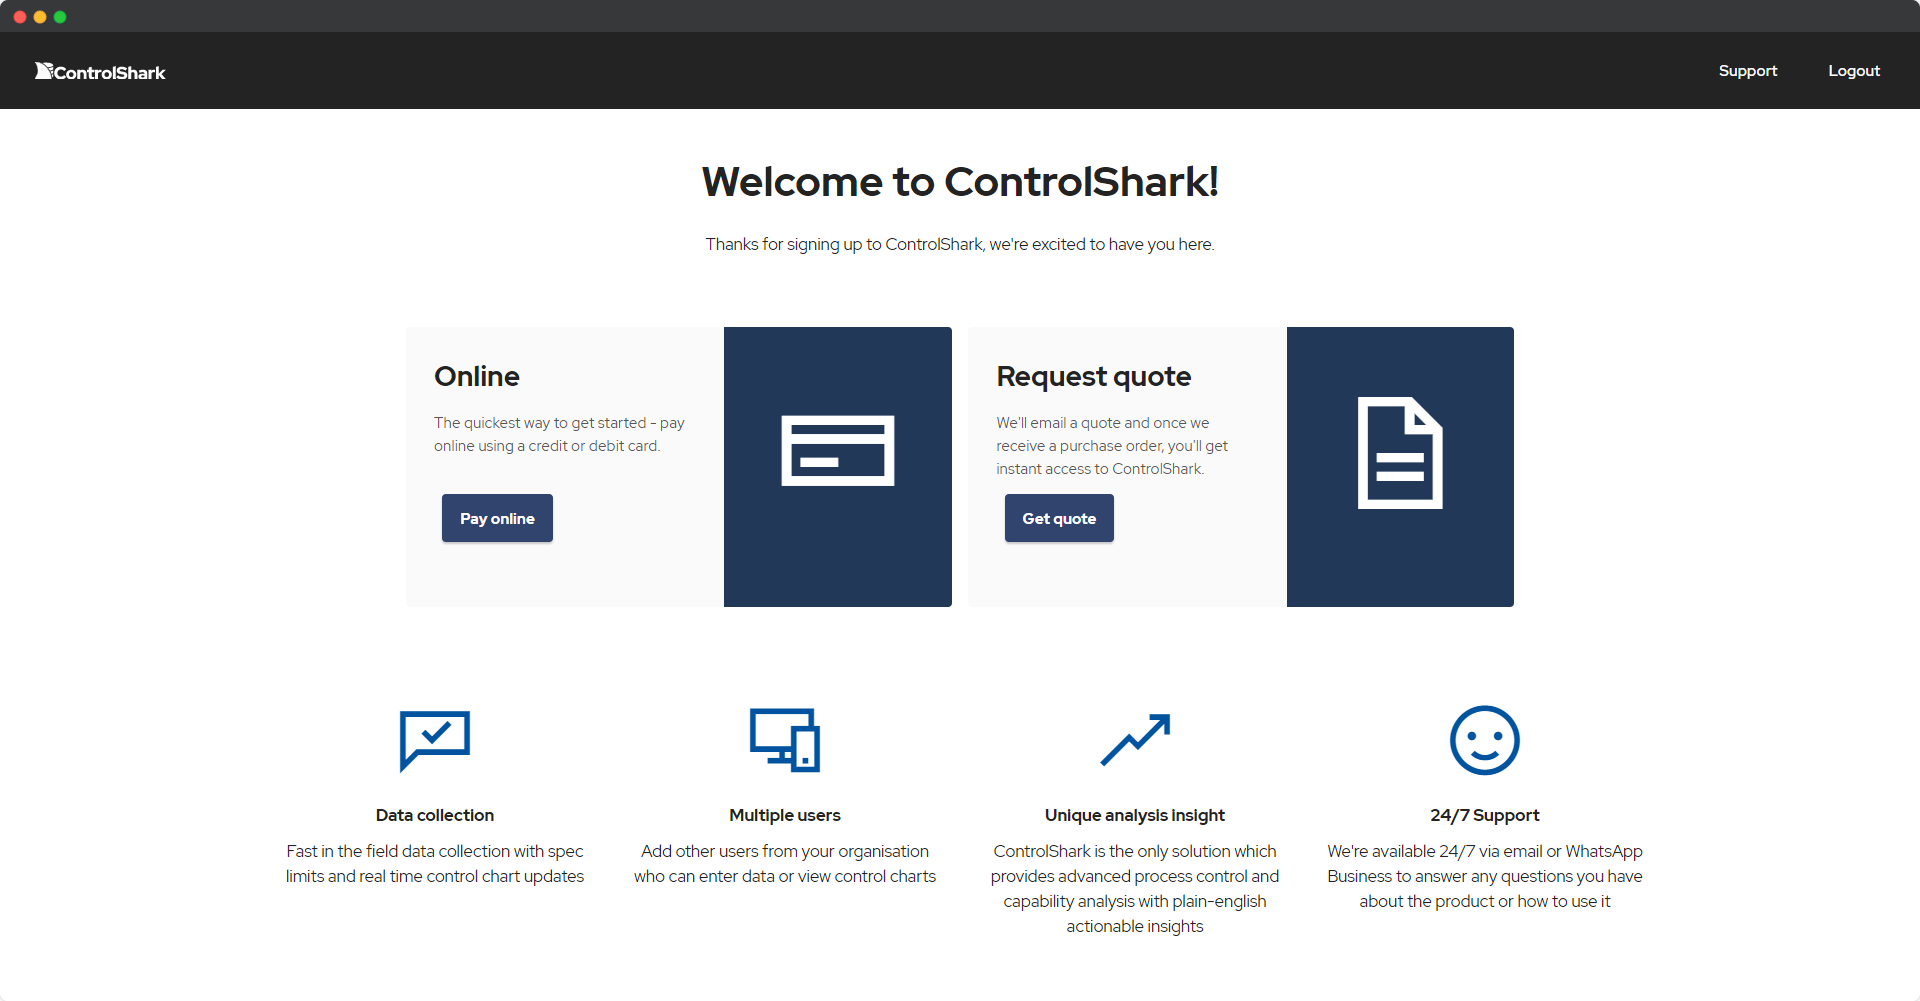 ControlShark
Support
Logout
Welcome to ControlShark!
Thanks for signing up to ControlShark, we're excited to have you here.
Online
The quickest way to get started - pay
online using a credit or debit card.
Pay online
Request quote
We'll email a quote and once we
receive a purchase order, you'll get
instant access to ControlShark.
Get quote
Data collection
Fast in the field data collection with spec
limits and real time control chart updates
Multiple users
Add other users from your organisation
who can enter data or view control charts
Unique analysis insight
ControlShark is the only solution which
provides advanced process control and
capability analysis with plain-english
actionable insights
24/7 Support
We're available 24/7 via email or WhatsApp
Business to answer any questions you have
about the product or how to use it